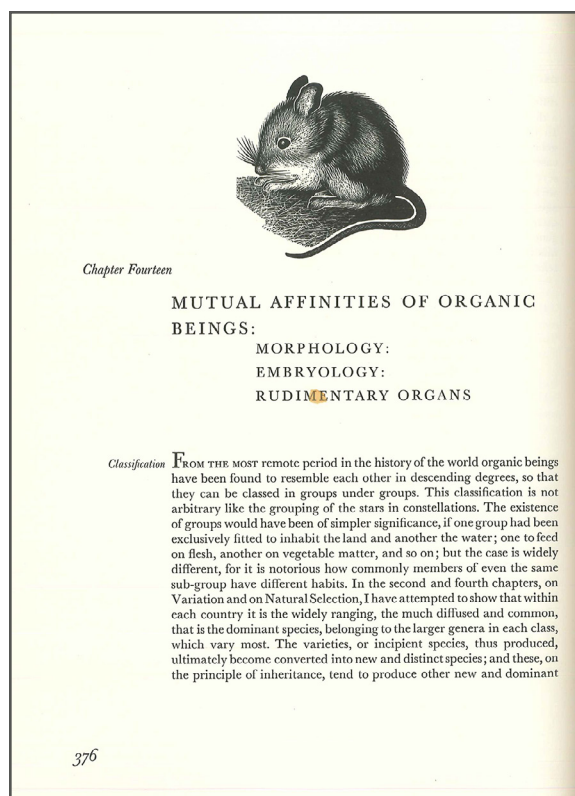 Chapter Fourteen
MUTUAL AFFINITIES OF ORGANIC
BEINGS:
MORPHOLOGY:
EMBRYOLOGY:
RUDIMENTARY ORGANS
Classification FROM THE MOST remote period in the history of the world organic beings
have been found to resemble each other in descending degrees, so that
they can be classed in groups under groups. This classification is not
arbitrary like the grouping of the stars in constellations. The existence
of groups would have been of simpler significance, if one group had been
exclusively fitted to inhabit the land and another the water; one to feed
on flesh, another on vegetable matter, and so on; but the case is widely
different, for it is notorious how commonly members of even the same
sub-group have different habits. In the second and fourth chapters, on
Variation and on Natural Selection, I have attempted to show that within
each country it is the widely ranging, the much diffused and common,
that is the dominant species, belonging to the larger genera in each class,
which vary most. The varieties, or incipient species, thus produced,
ultimately become converted into new and distinct species; and these, on
the principle of inheritance, tend to produce other new and dominant
376